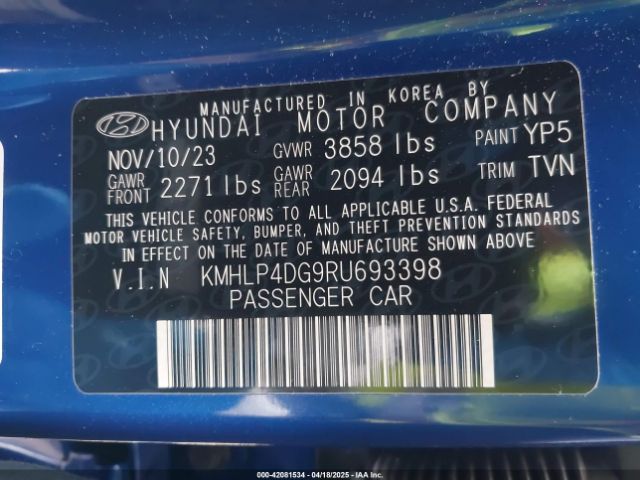 MANUFACTURED IN KOREA BY
HYUNDAI MOTOR COMPANY
NOV/10/23 GVWR 3858 lbs PAINT YP5
GAWR FRONT 2271 lbs GAWR REAR 2094 lbs TRIM TVN
THIS VEHICLE CONFORMS TO ALL APPLICABLE U.S.A. FEDERAL
MOTOR VEHICLE SAFETY, BUMPER, AND THEFT PREVENTION STANDARDS
IN EFFECT ON THE DATE OF MANUFACTURE SHOWN ABOVE
V.I.N KMHLP4DG9RU693398
PASSENGER CAR
000-42081534 - 04/18/2025 - IAAI.COM